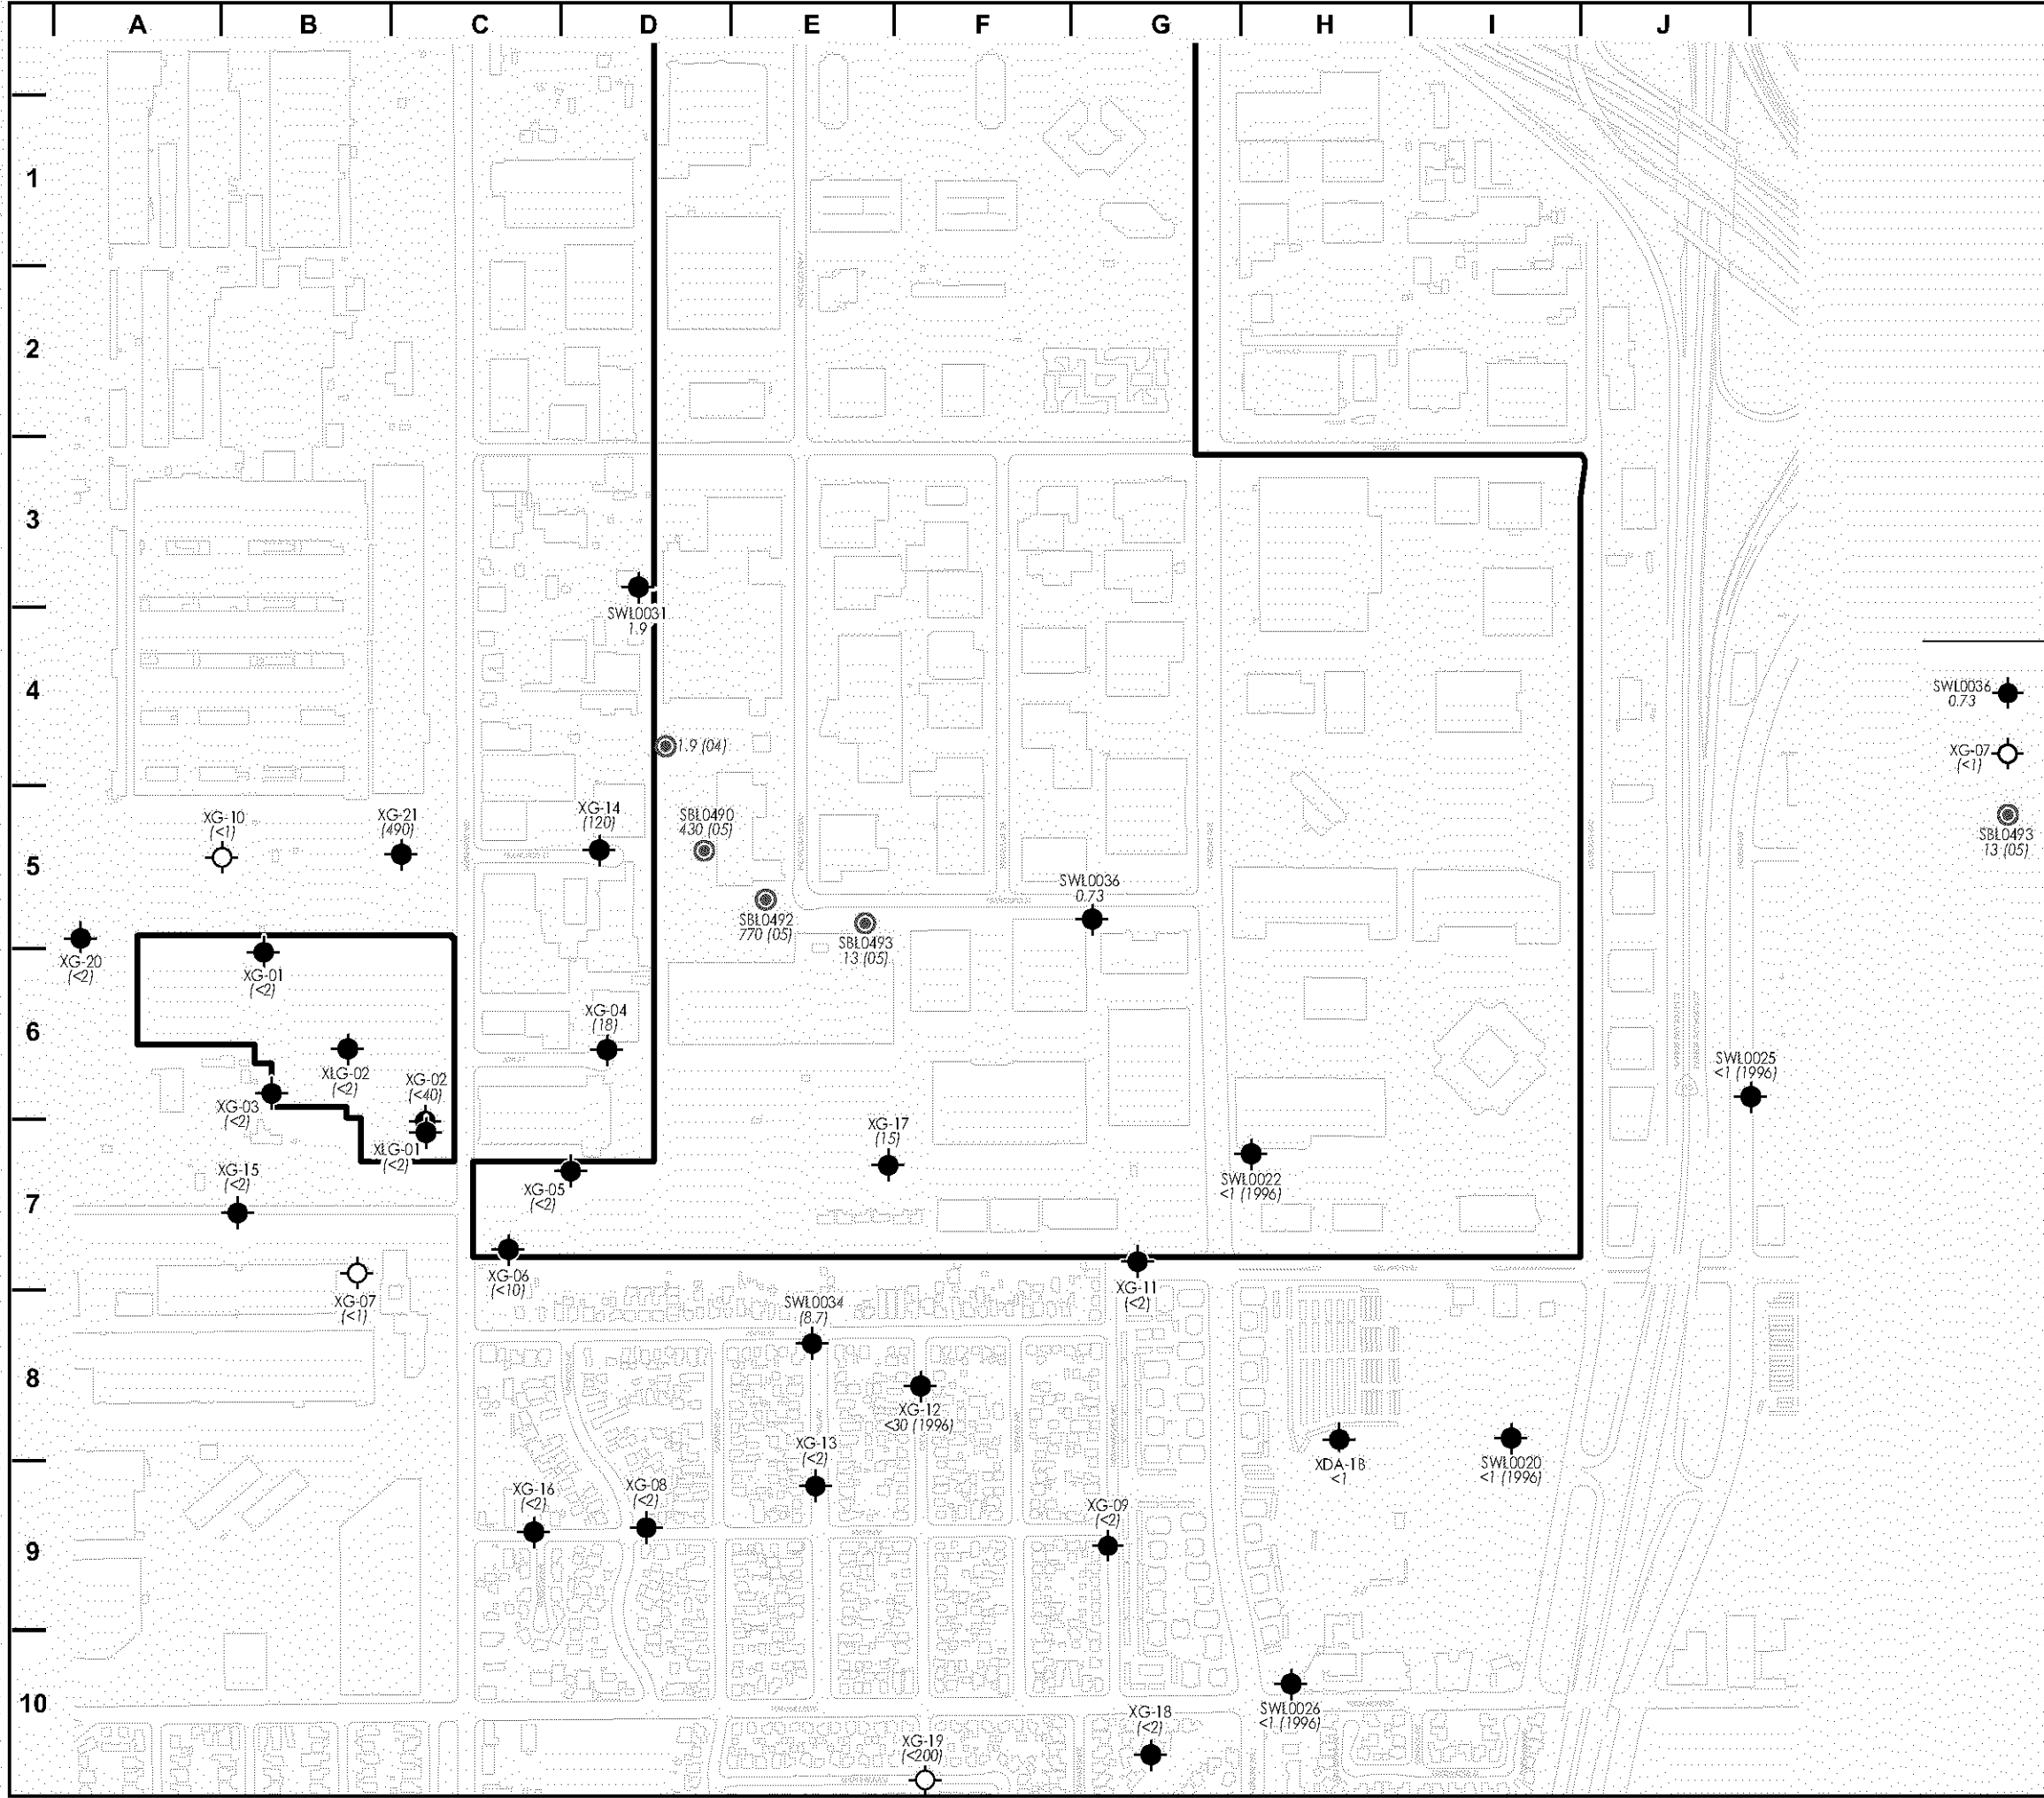 A B C D E F G H I J
1
2
3
SWL0031
1.9
4
SWL0036
0.73
1.9 (04)
XG-07
(<1)
XG-10
(<1)
XG-21
(490)
XG-14
(120)
SBL0490
430 (05)
SBL0493
13 (05)
5
SWL0036
0.73
SBL0492
770 (05)
SBL0493
13 (05)
XG-20
(<2)
XG-01
(<2)
XG-04
(18)
6
XLG-02
(<2)
XG-02
(<40)
SWL0025
<1 (1996)
XG-03
(<2)
XLG-01
(<2)
XG-17
(15)
XG-15
(<2)
XG-05
(<2)
SWL0022
<1 (1996)
7
XG-06
(<10)
XG-11
(<2)
XG-07
(<1)
SWL0034
(8.7)
8
XG-12
<30 (1996)
XG-13
(<2)
XDA-1B
<1
SWL0020
<1 (1996)
XG-16
(<2)
XG-08
(<2)
XG-09
(<2)
9
10
SWL0026
<1 (1996)
XG-18
(<2)
XG-19
(<200)